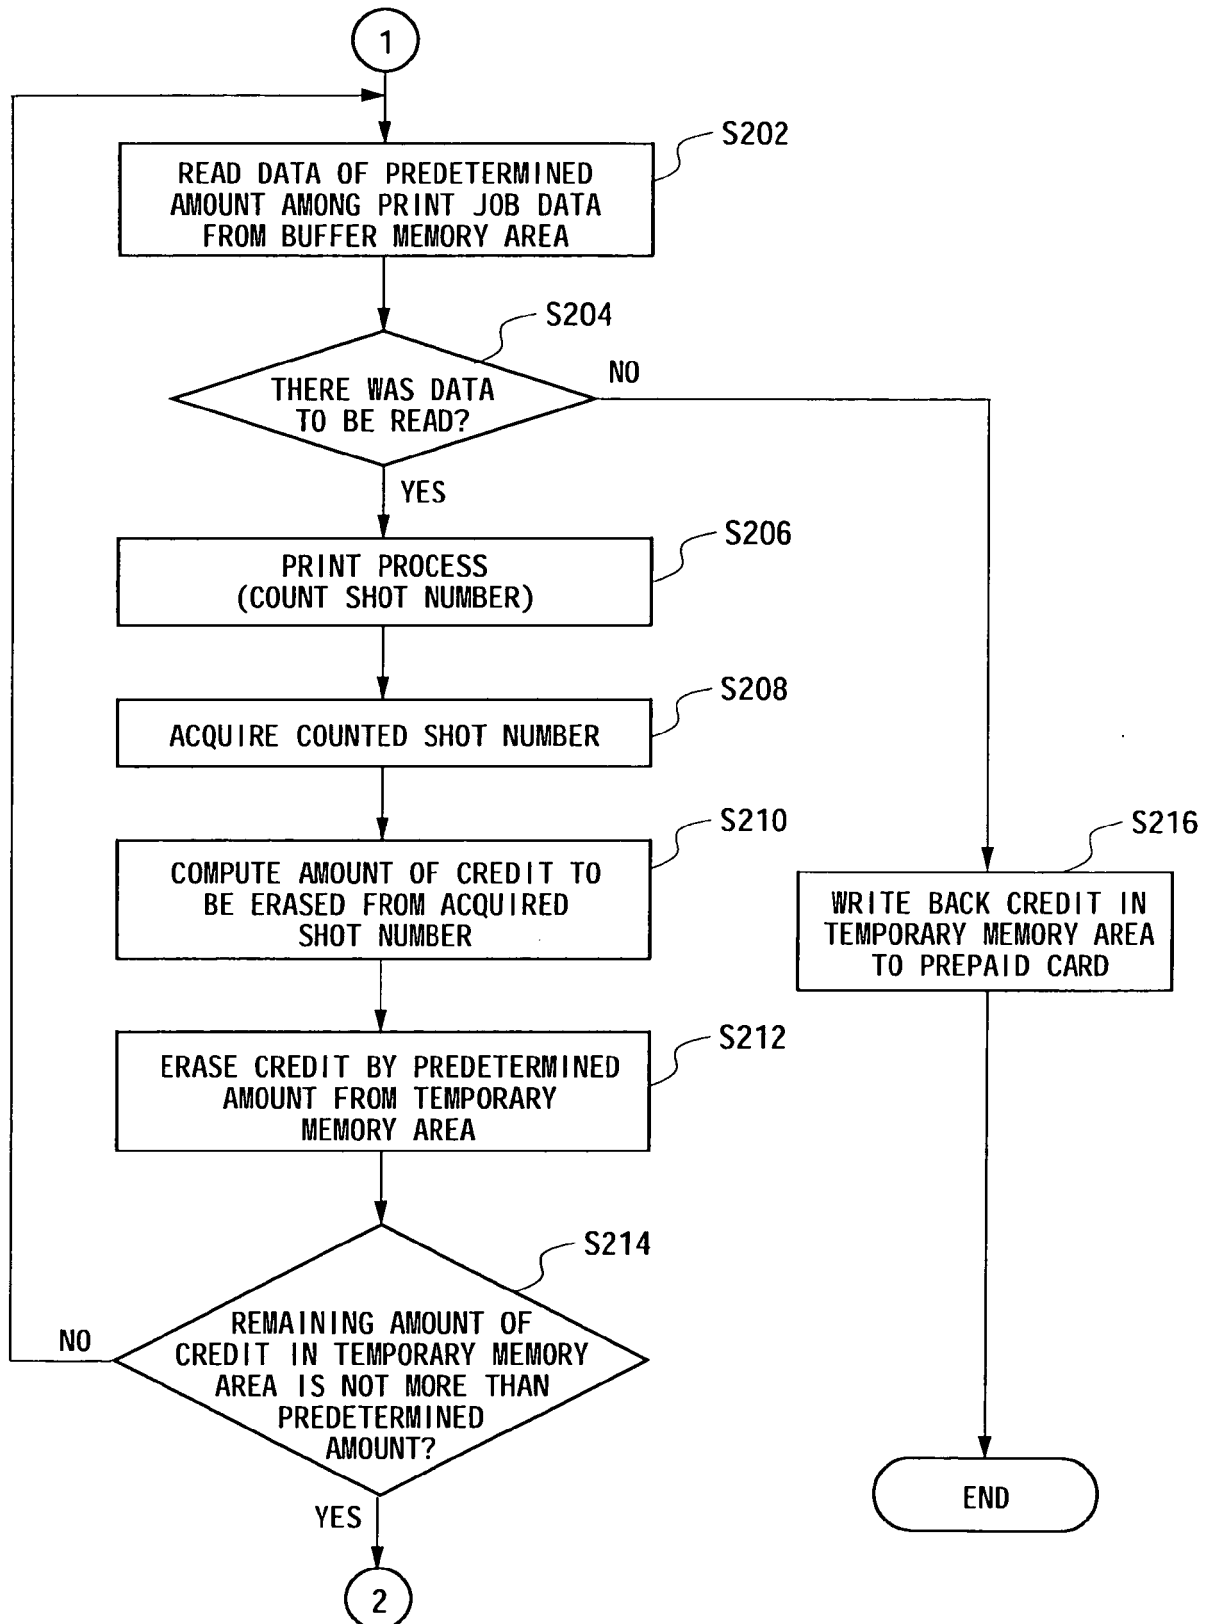 1
S202
READ DATA OF PREDETERMINED
AMOUNT AMONG PRINT JOB DATA
FROM BUFFER MEMORY AREA
S204
THERE WAS DATA
TO BE READ?
NO
YES
S206
PRINT PROCESS
(COUNT SHOT NUMBER)
S208
ACQUIRE COUNTED SHOT NUMBER
S210
COMPUTE AMOUNT OF CREDIT TO
BE ERASED FROM ACQUIRED
SHOT NUMBER
S216
WRITE BACK CREDIT IN
TEMPORARY MEMORY AREA
TO PREPAID CARD
S212
ERASE CREDIT BY PREDETERMINED
AMOUNT FROM TEMPORARY
MEMORY AREA
S214
REMAINING AMOUNT OF
CREDIT IN TEMPORARY MEMORY
AREA IS NOT MORE THAN
PREDETERMINED
AMOUNT?
NO
YES
END
2